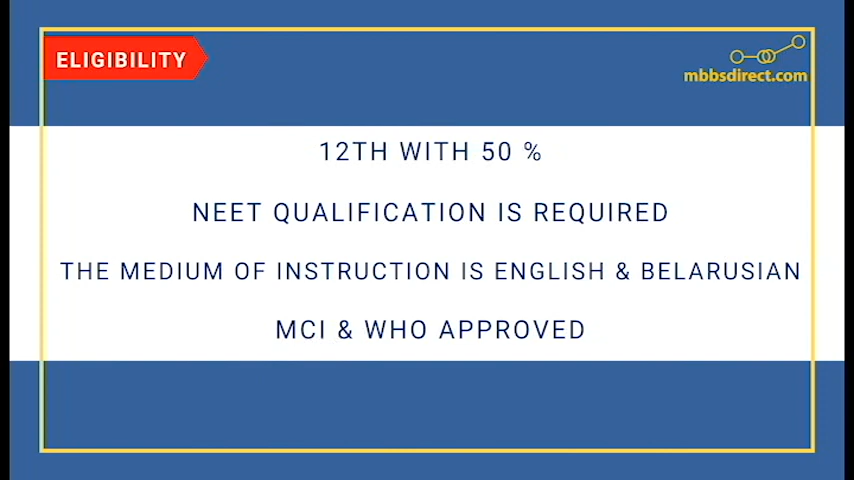 ELIGIBILITY
mbbsdirect.com
12TH WITH 50 %
NEET QUALIFICATION IS REQUIRED
THE MEDIUM OF INSTRUCTION IS ENGLISH & BELARUSIAN
MCI & WHO APPROVED